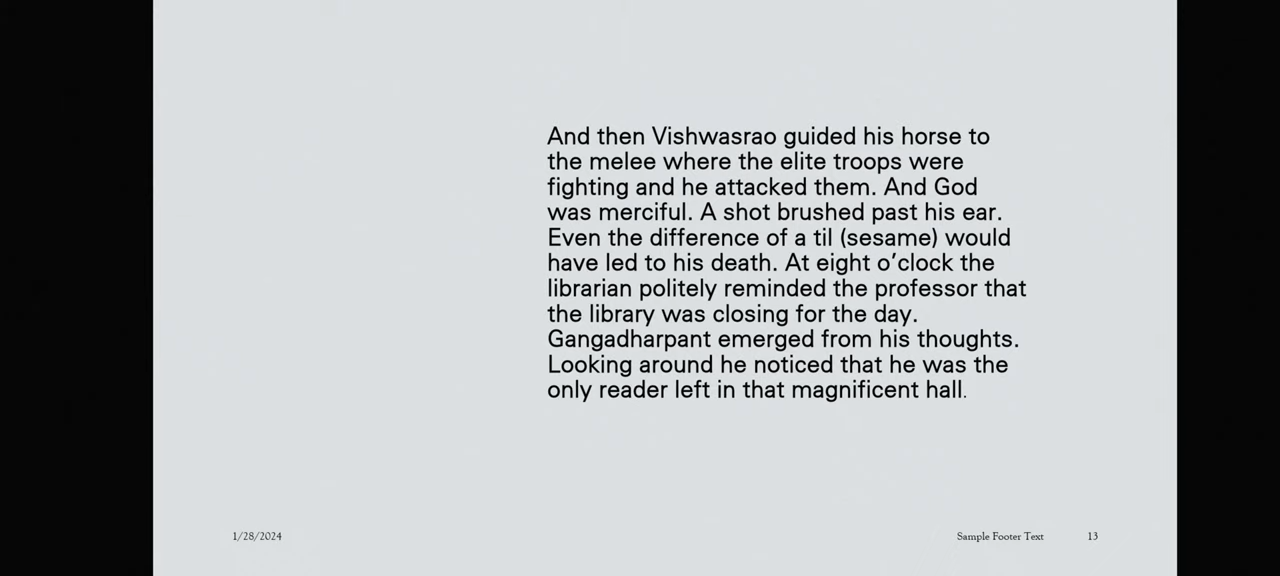 And then Vishwasrao guided his horse to
the melee where the elite troops were
fighting and he attacked them. And God
was merciful. A shot brushed past his ear.
Even the difference of a til (sesame) would
have led to his death. At eight o’clock the
librarian politely reminded the professor that
the library was closing for the day.
Gangadharpant emerged from his thoughts.
Looking around he noticed that he was the
only reader left in that magnificent hall.
1/28/2024
Sample Footer Text
13